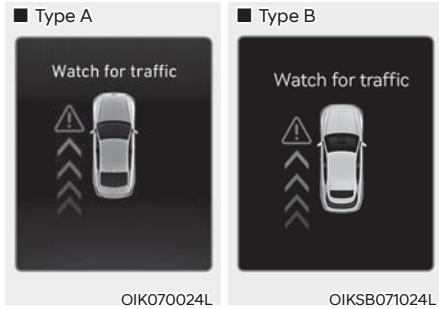 ■ Type A
Watch for traffic
OIK070024L
■ Type B
Watch for traffic
OIKSB071024L